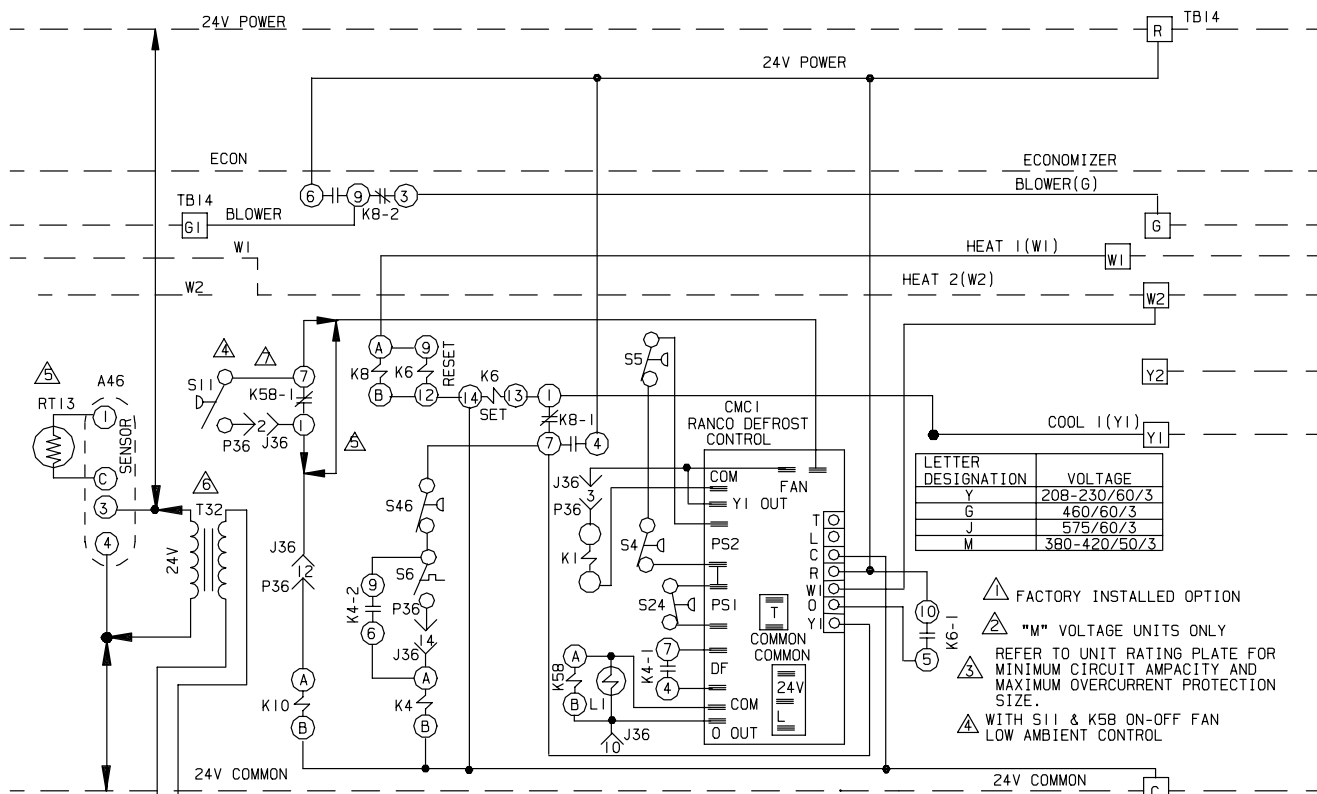 24V POWER
R
TB14
24V POWER
ECON
ECONOMIZER
6
9
3
BLOWER(G)
K8-2
TB14
G1
BLOWER
G
W1
HEAT 1(W1)
W1
W2
HEAT 2(W2)
W2
5
RT13
A46
1
C
3
4
SENSOR
4
7
S11
K58-1
7
1
P36
2
J36
5
A
9
K8
K6
RESET
B
12
14
K6
SET
13
1
K8-1
7
4
S5
Y2
COOL 1(Y1)
Y1
CMC1
RANCO DEFROST
CONTROL
LETTER
DESIGNATION
VOLTAGE
Y
208-230/60/3
G
460/60/3
J
575/60/3
M
380-420/50/3
6
T32
24V
J36
12
P36
S46
S6
9
K4-2
6
P36
14
J36
A
K4
B
A
K10
B
J36
3
P36
K1
S4
S24
COM
FAN
Y1 OUT
PS2
PS1
T
COMMON
COMMON
DF
24V
COM
L
O OUT
T
L
C
R
W1
O
Y1
A
K58
B
L1
J36
10
7
K4-1
4
10
K6-1
5
1
FACTORY INSTALLED OPTION
2
"M" VOLTAGE UNITS ONLY
3
REFER TO UNIT RATING PLATE FOR
MINIMUM CIRCUIT AMPACITY AND
MAXIMUM OVERCURRENT PROTECTION
SIZE.
4
WITH S11 & K58 ON-OFF FAN
LOW AMBIENT CONTROL
24V COMMON
24V COMMON
C